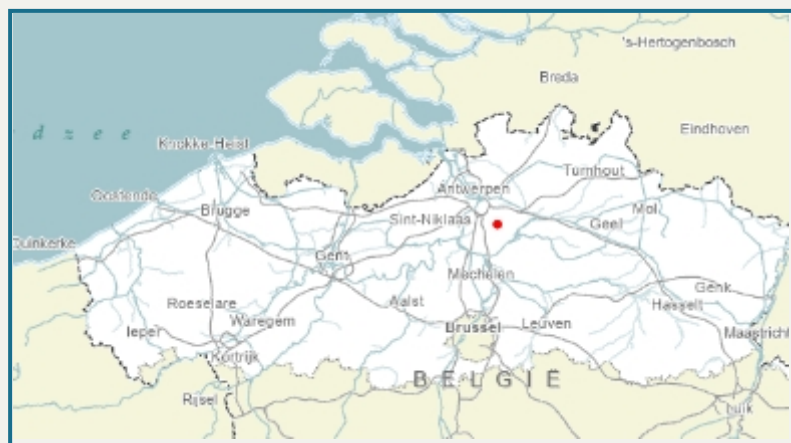 's-Hertogenbosch
Breda
d z e e
Eindhoven
Knokke-Heist
Turnhout
Antwerpen
Oostende
Mol
Brugge
Sint-Niklaas
Geel
Duinkerke
Gent
Mechelen
Genk
Roeselare
Aalst
Hasselt
Waregem
Brussel
Leuven
Ieper
Maastricht
Kortrijk
BELGIË
Rijsel
Luik